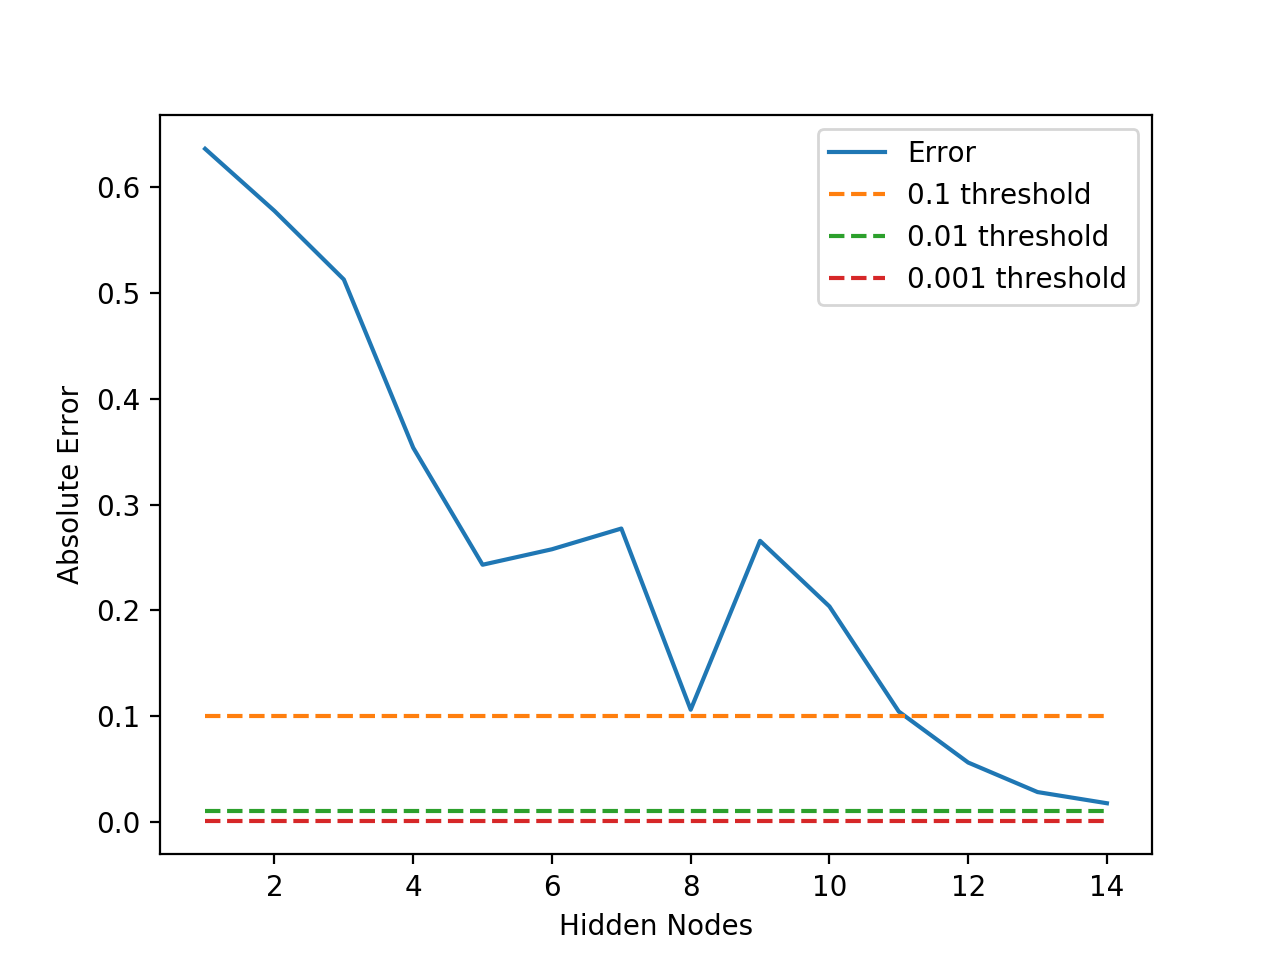 Error
0.1 threshold
0.01 threshold
0.001 threshold
0.6
0.5
0.4
0.3
0.2
0.1
0.0
Absolute Error
2 4 6 8 10 12 14
Hidden Nodes